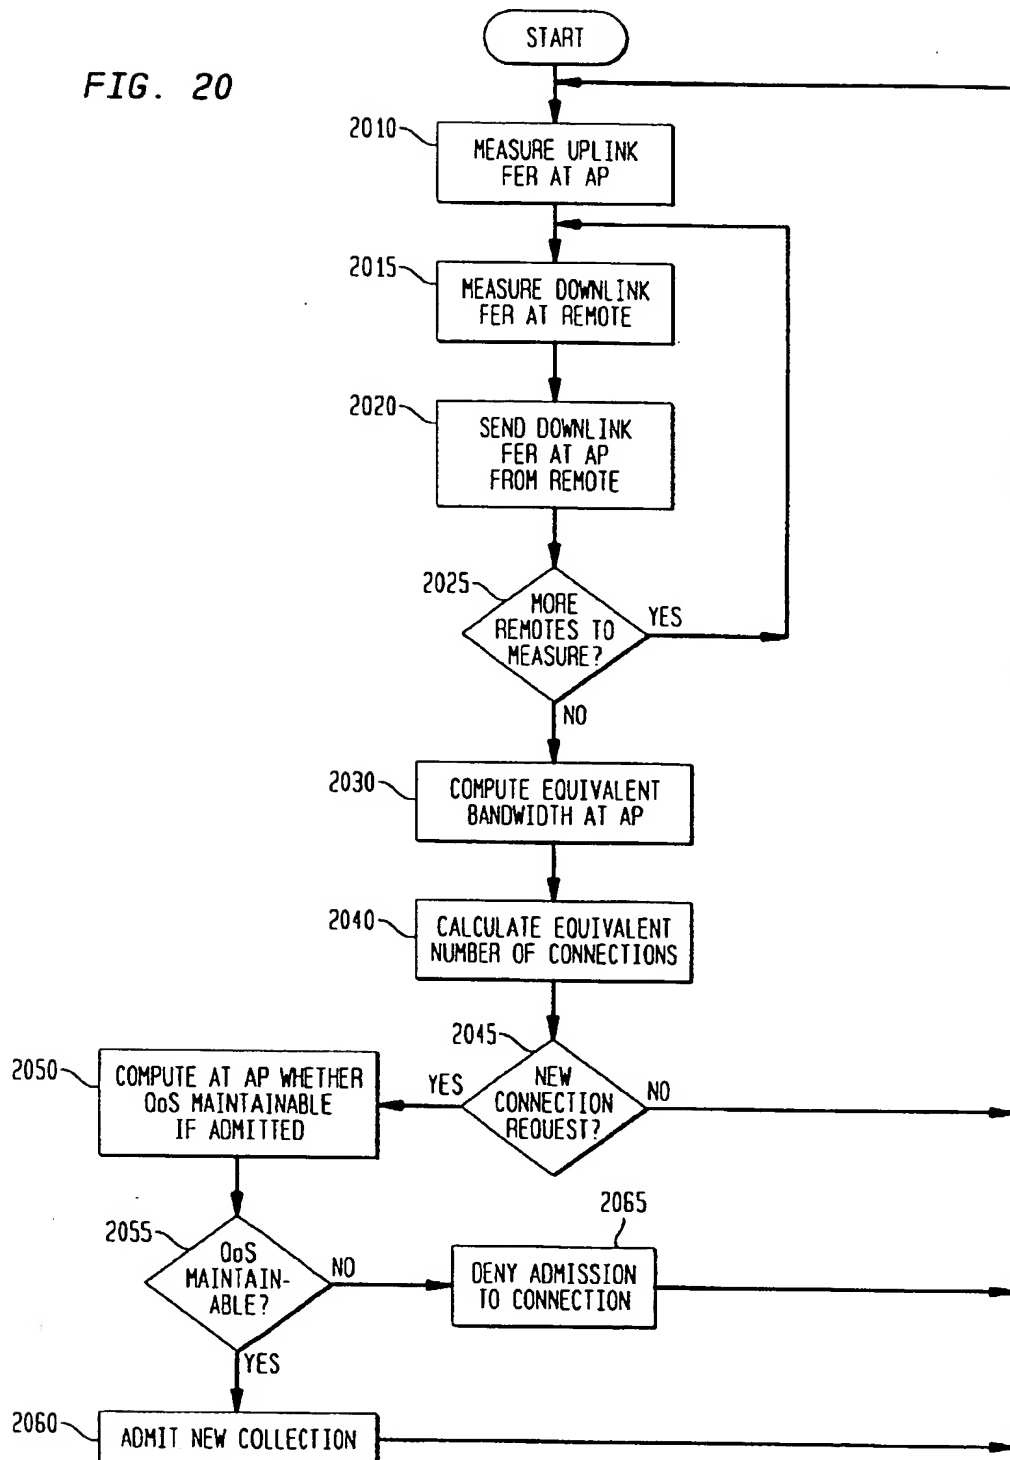 START
FIG. 20
2010
MEASURE UPLINK
FER AT AP
2015
MEASURE DOWNLINK
FER AT REMOTE
2020
SEND DOWNLINK
FER AT AP
FROM REMOTE
2025
MORE
REMOTES TO
MEASURE?
YES
NO
2030
COMPUTE EQUIVALENT
BANDWIDTH AT AP
2040
CALCULATE EQUIVALENT
NUMBER OF CONNECTIONS
2045
NEW
CONNECTION
REQUEST?
YES
NO
2050
COMPUTE AT AP WHETHER
QoS MAINTAINABLE
IF ADMITTED
2055
QoS
MAINTAIN-
ABLE?
NO
2065
DENY ADMISSION
TO CONNECTION
YES
2060
ADMIT NEW COLLECTION